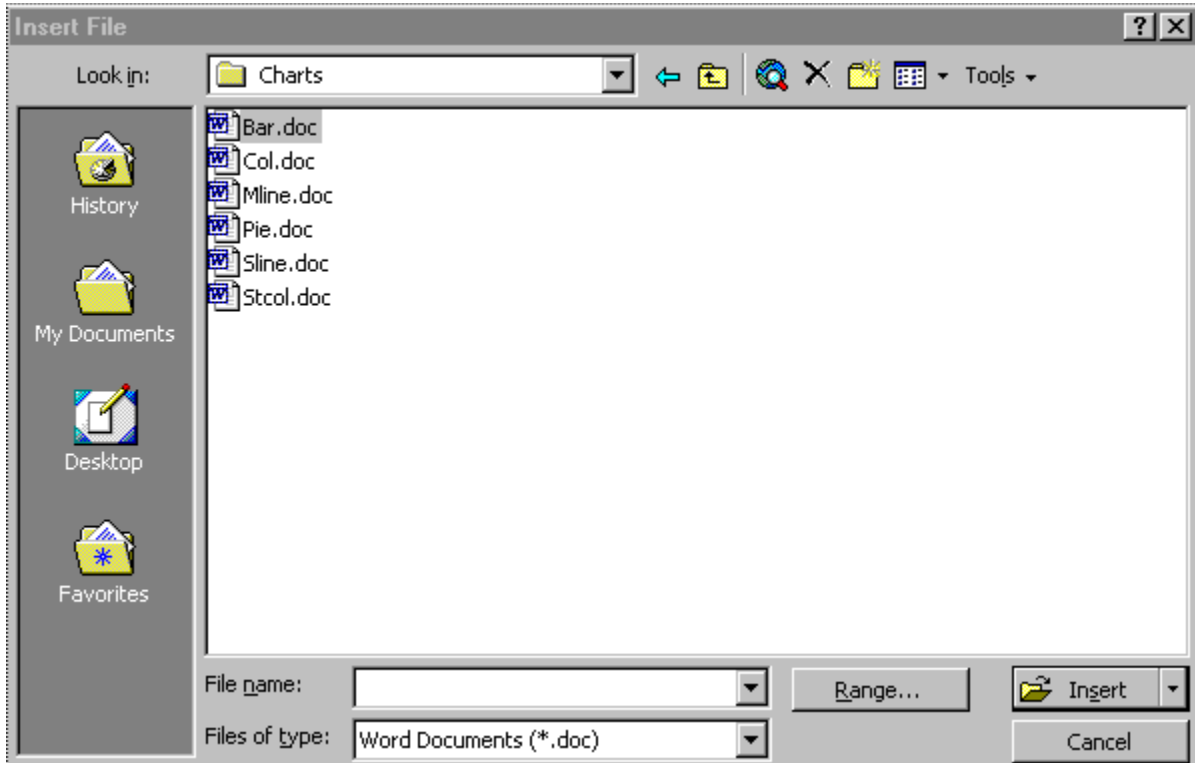 Insert File
Look in:
Charts
Tools
History
My Documents
Desktop
Favorites
Bar.doc
Col.doc
Mline.doc
Pie.doc
Sline.doc
Stcol.doc
File name:
Range...
Insert
Files of type:
Word Documents (*.doc)
Cancel